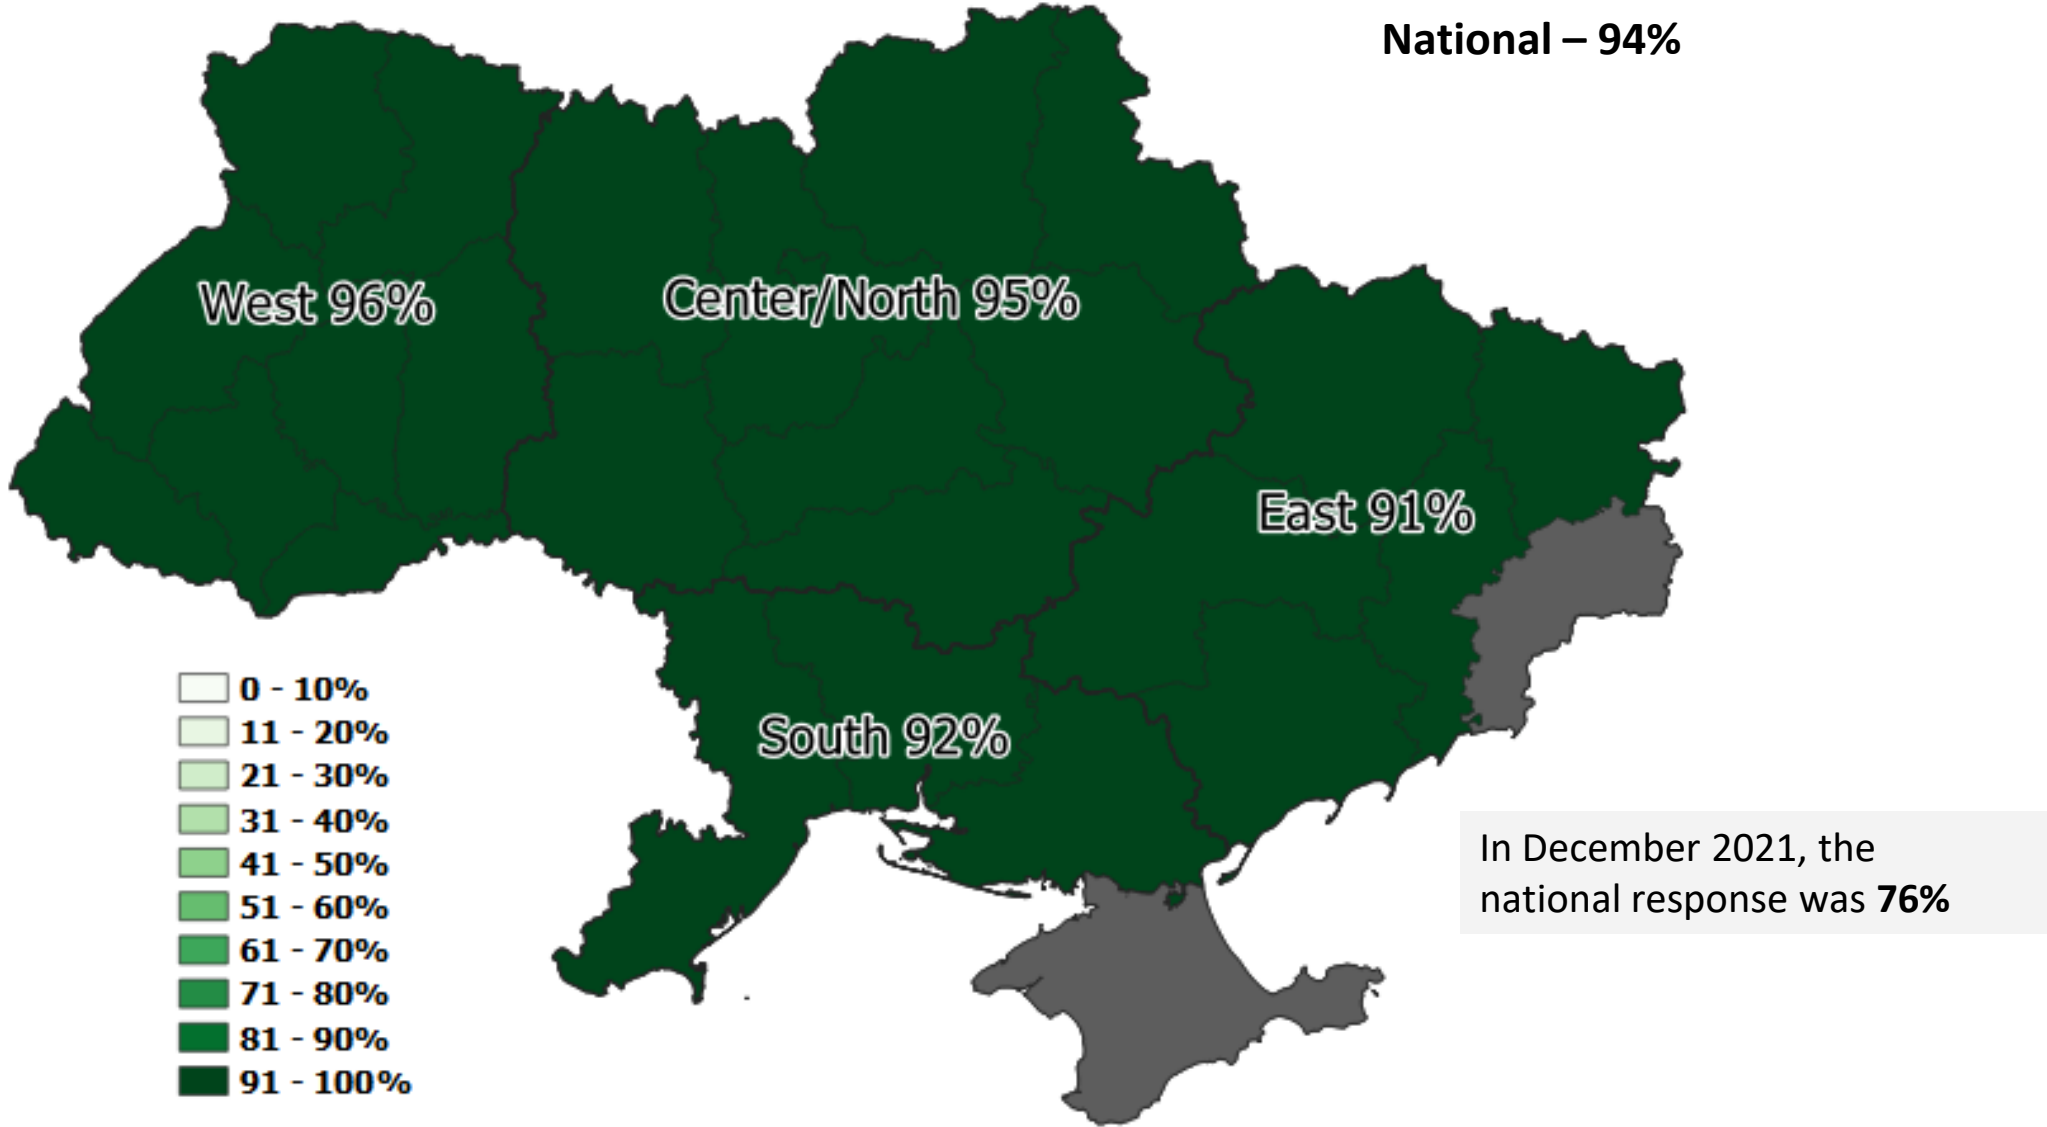 National – 94%
West 96%
Center/North 95%
East 91%
South 92%
0 - 10%
11 - 20%
21 - 30%
31 - 40%
41 - 50%
51 - 60%
61 - 70%
71 - 80%
81 - 90%
91 - 100%
In December 2021, the
national response was 76%